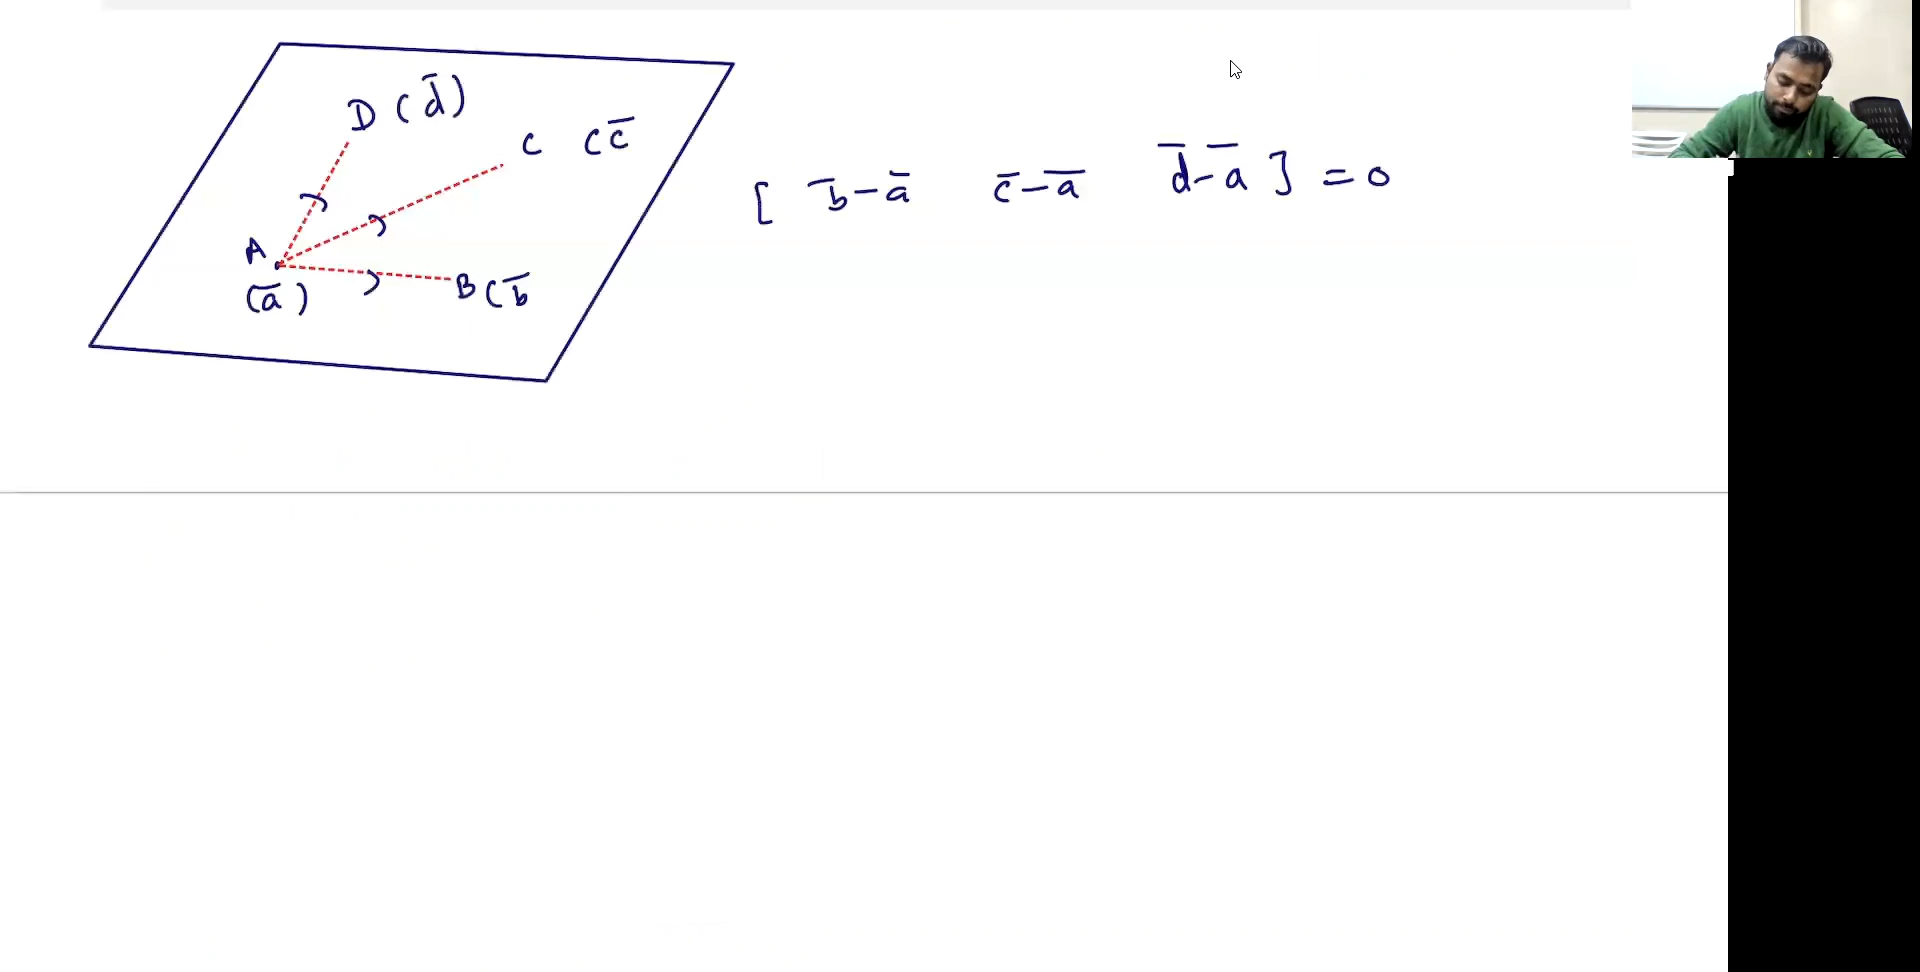 D (d̅)
C (c̅
A
(a̅)
B (b̅
[ b̅ - a̅ c̅ - a̅ d̅ - a̅ ] = 0